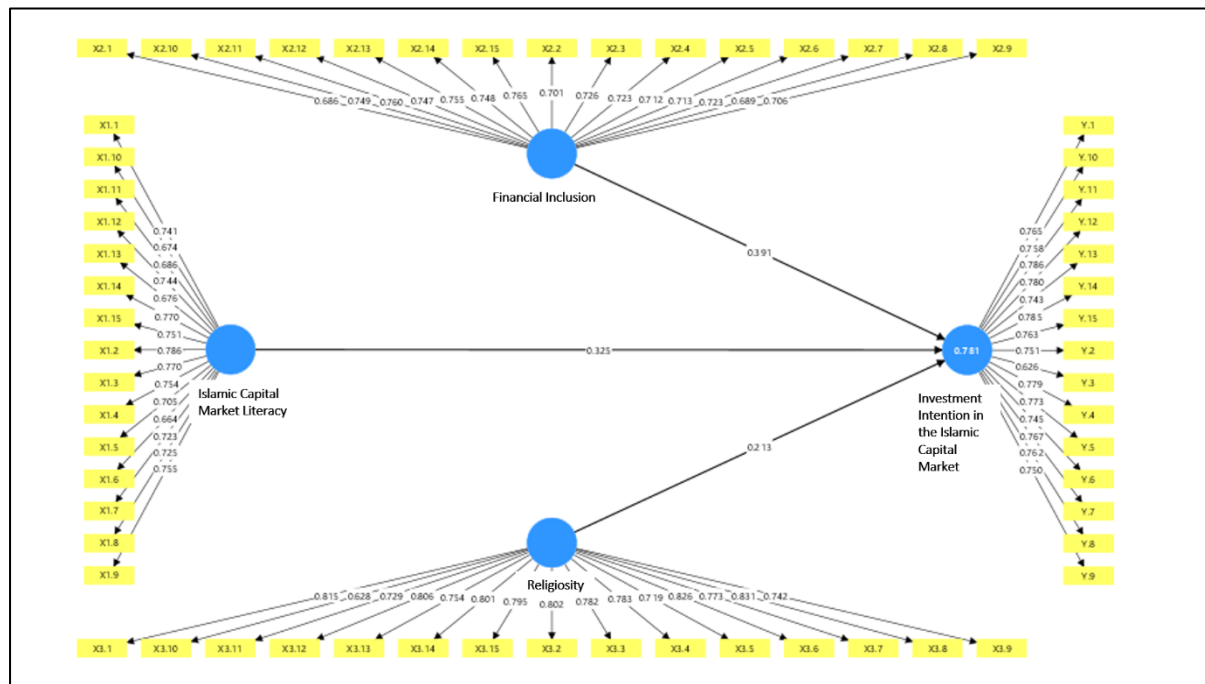 X2.1 X2.10 X2.11 X2.12 X2.13 X2.14 X2.15 X2.2 X2.3 X2.4 X2.5 X2.6 X2.7 X2.8 X2.9
0.686 0.749 0.760 0.747 0.755 0.748 0.765 0.701 0.726 0.723 0.712 0.713 0.723 0.689 0.706
Financial Inclusion
X1.1
X1.10
X1.11
X1.12
X1.13
X1.14
X1.15
X1.2
X1.3
X1.4
X1.5
X1.6
X1.7
X1.8
X1.9
0.741
0.674
0.686
0.744
0.676
0.770
0.751
0.786
0.770
0.754
0.705
0.664
0.723
0.725
0.755
Islamic Capital
Market Literacy
0.391
0.325
0.213
0.781
Investment
Intention in
the Islamic
Capital
Market
0.765
0.758
0.786
0.780
0.743
0.785
0.763
0.751
0.626
0.779
0.773
0.745
0.767
0.762
0.750
Y.1
Y.10
Y.11
Y.12
Y.13
Y.14
Y.15
Y.2
Y.3
Y.4
Y.5
Y.6
Y.7
Y.8
Y.9
Religiosity
0.815 0.628 0.729 0.806 0.754 0.801 0.795 0.802 0.782 0.783 0.719 0.826 0.773 0.831 0.742
X3.1 X3.10 X3.11 X3.12 X3.13 X3.14 X3.15 X3.2 X3.3 X3.4 X3.5 X3.6 X3.7 X3.8 X3.9